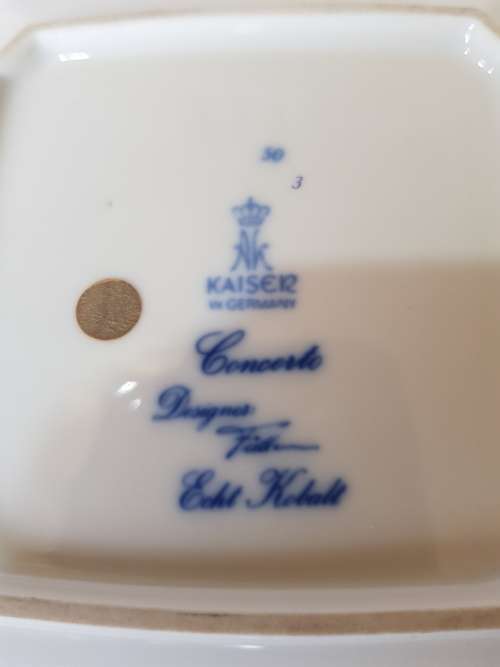 50
3
KAISER
W. GERMANY
Concerto
Designer
Echt Kobalt